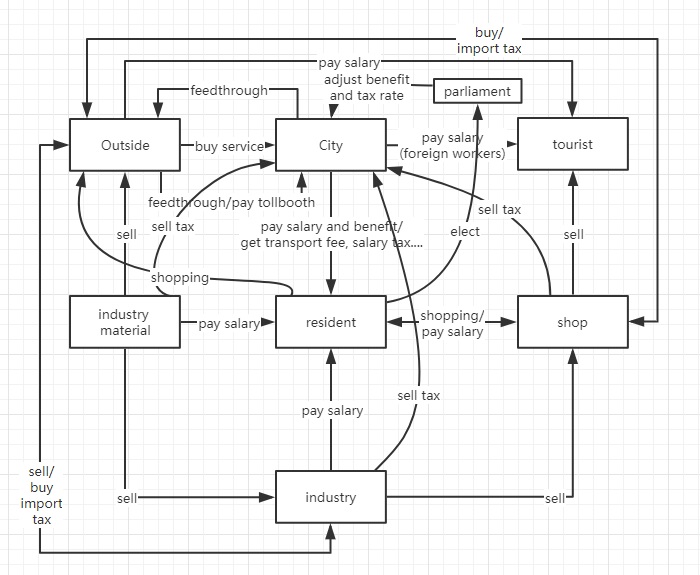 buy/
import tax
pay salary
adjust benefit
and tax rate
parliament
feedthrough
Outside
buy service
City
pay salary
(foreign workers)
tourist
feedthrough/pay tollbooth
sell tax
sell
sell tax
pay salary and benefit/
get transport fee, salary tax....
elect
sell
shopping
industry
material
pay salary
resident
shopping/
pay salary
shop
sell tax
pay salary
sell/
buy
import
tax
sell
industry
sell